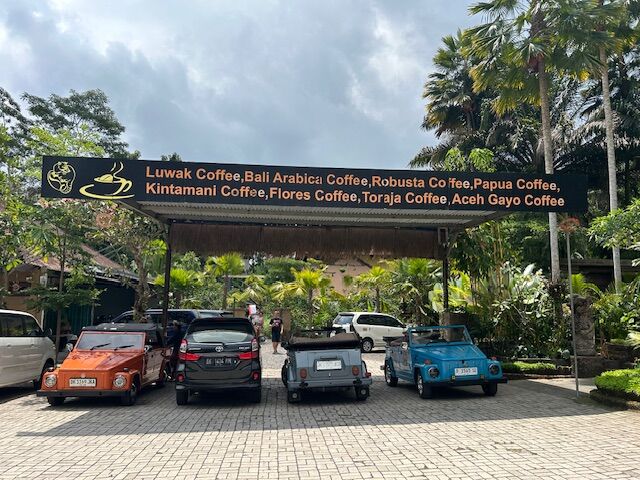 Luwak Coffee,Bali Arabica Coffee,Robusta Coffee,Papua Coffee,
Kintamani Coffee,Flores Coffee,Toraja Coffee,Aceh Gayo Coffee